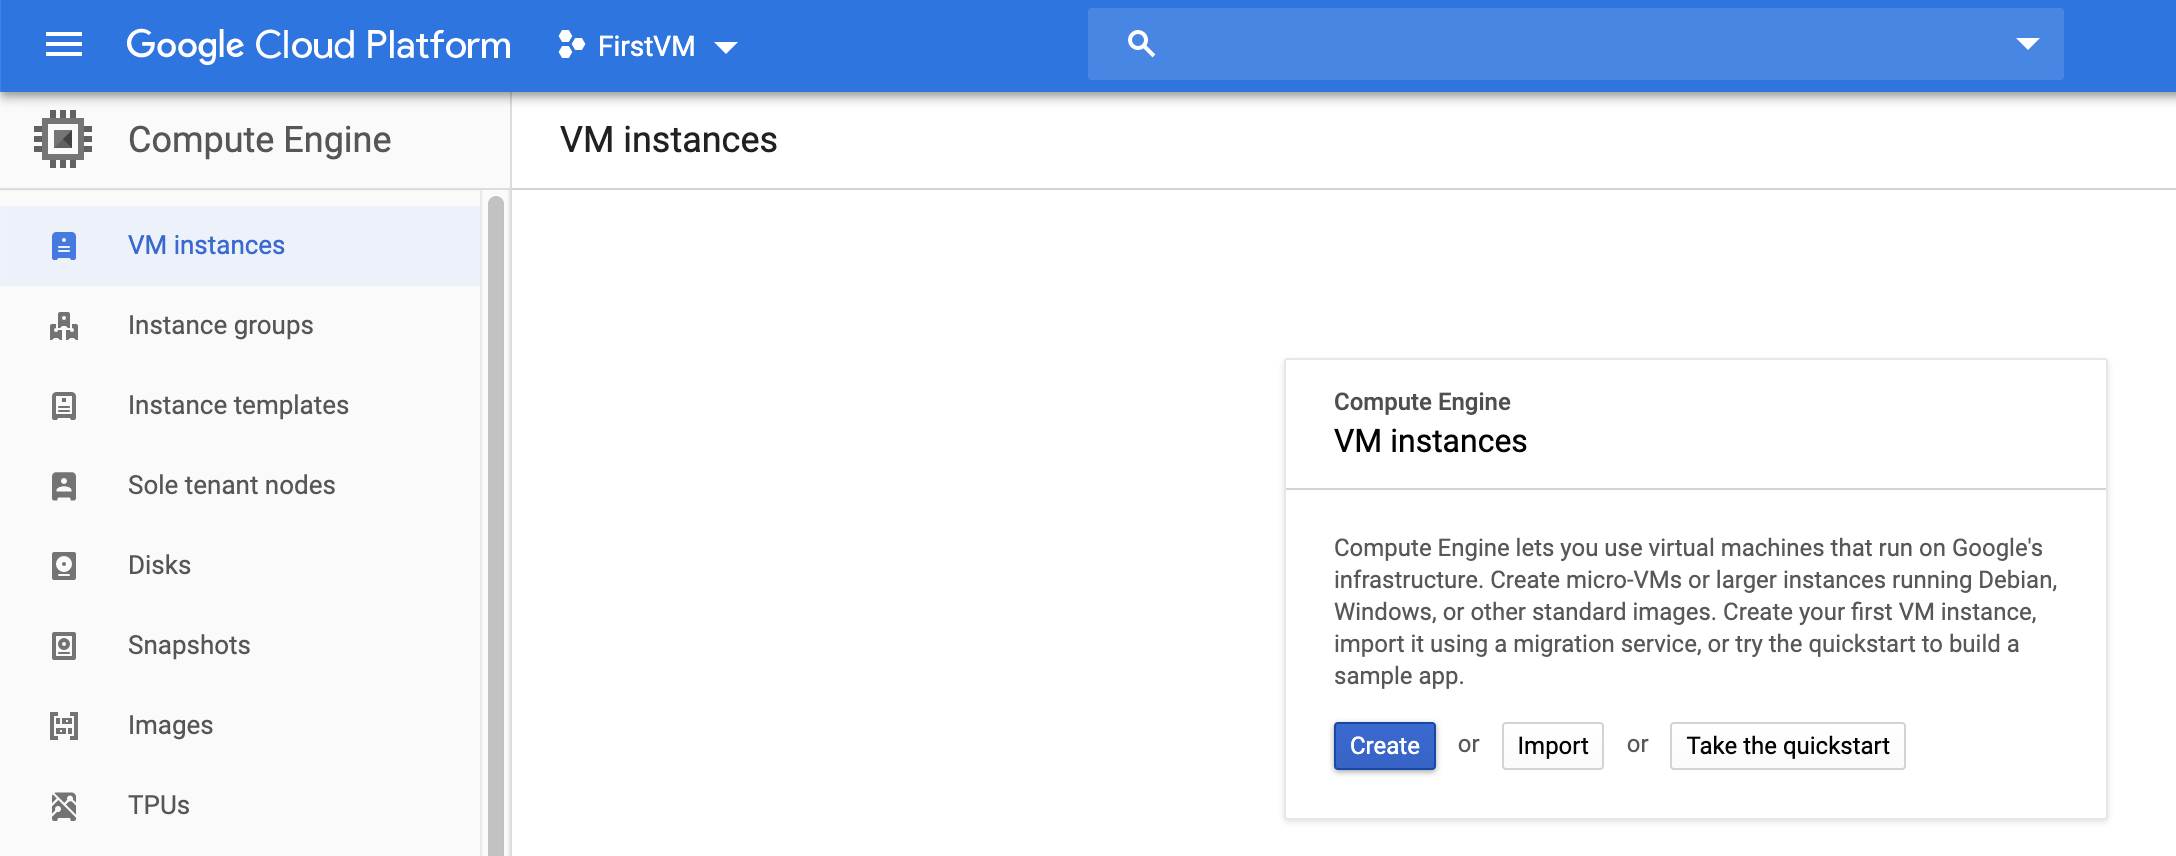 Google Cloud Platform
FirstVM
Compute Engine
VM instances
VM instances
Instance groups
Instance templates
Sole tenant nodes
Disks
Snapshots
Images
TPUs
Compute Engine
VM instances
Compute Engine lets you use virtual machines that run on Google's
infrastructure. Create micro-VMs or larger instances running Debian,
Windows, or other standard images. Create your first VM instance,
import it using a migration service, or try the quickstart to build a
sample app.
Create or Import or Take the quickstart